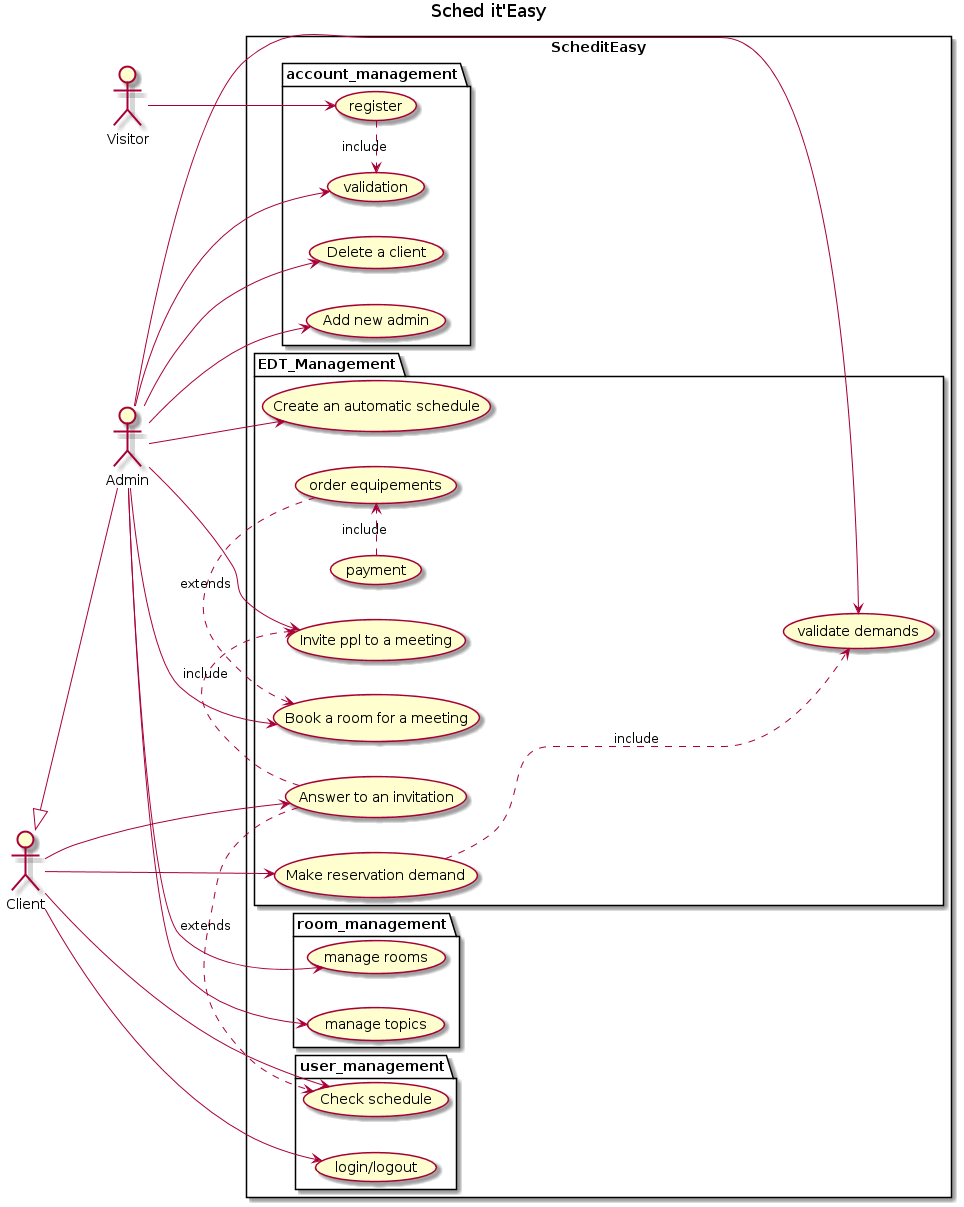 Sched it'Easy
ScheditEasy
account_management
register
Visitor
include
validation
Delete a client
Add new admin
EDT_Management
Create an automatic schedule
Admin
order equipements
include
payment
extends
validate demands
Invite ppl to a meeting
include
Book a room for a meeting
include
Answer to an invitation
Make reservation demand
Client
room_management
extends
manage rooms
manage topics
user_management
Check schedule
login/logout